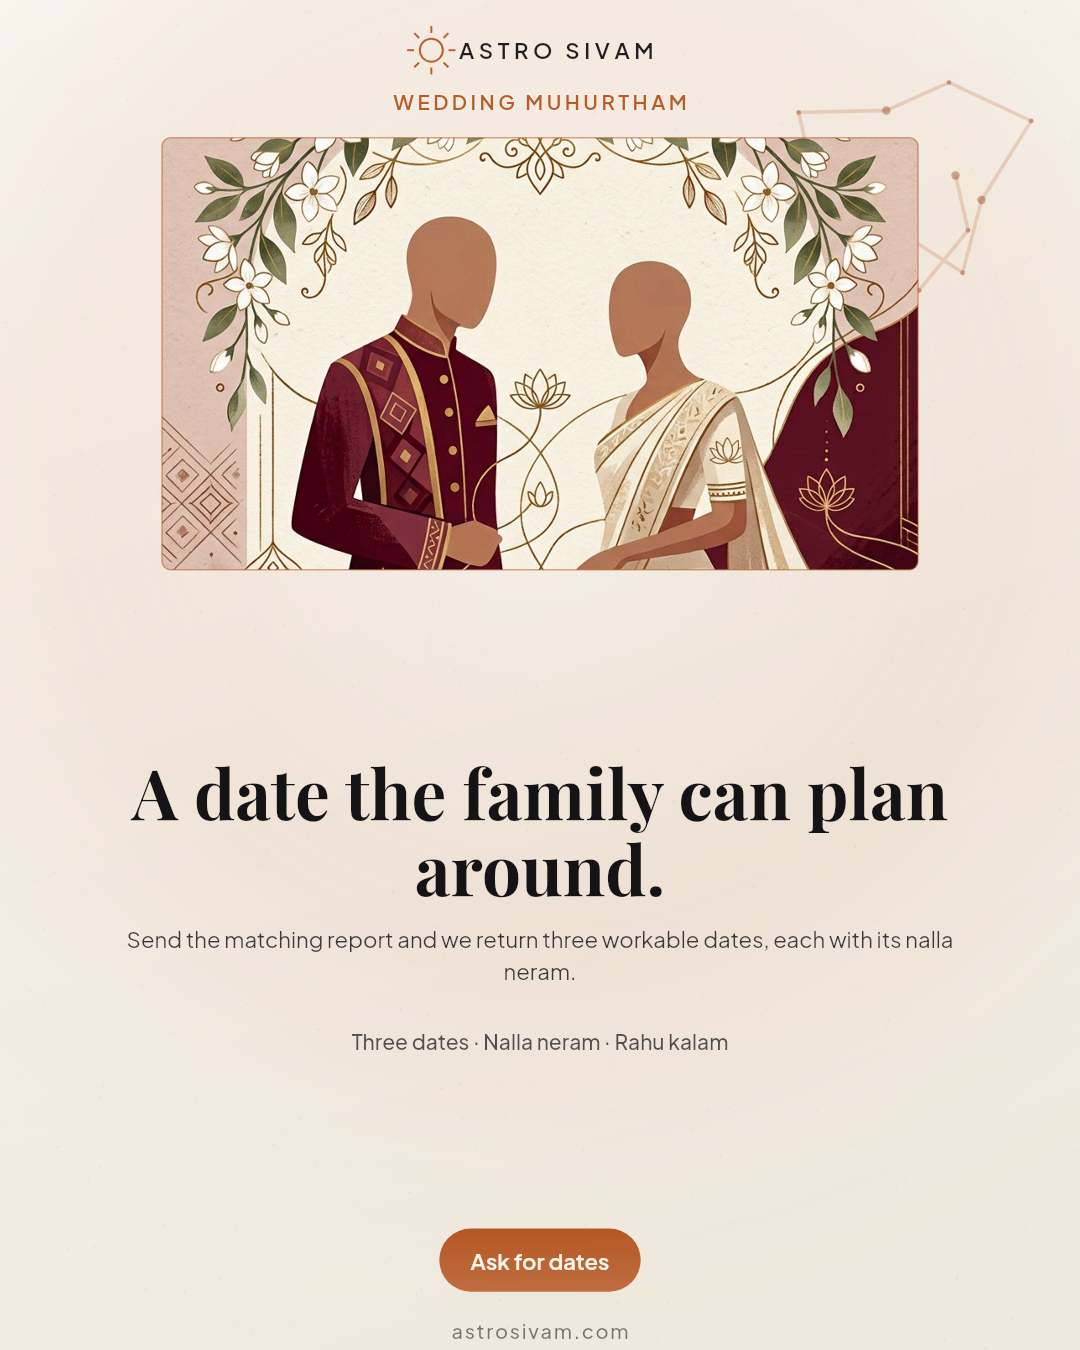 ASTRO SIVAM
WEDDING MUHURTHAM
A date the family can plan
around.
Send the matching report and we return three workable dates, each with its nalla
neram.
Three dates · Nalla neram · Rahu kalam
Ask for dates
astrosivam.com